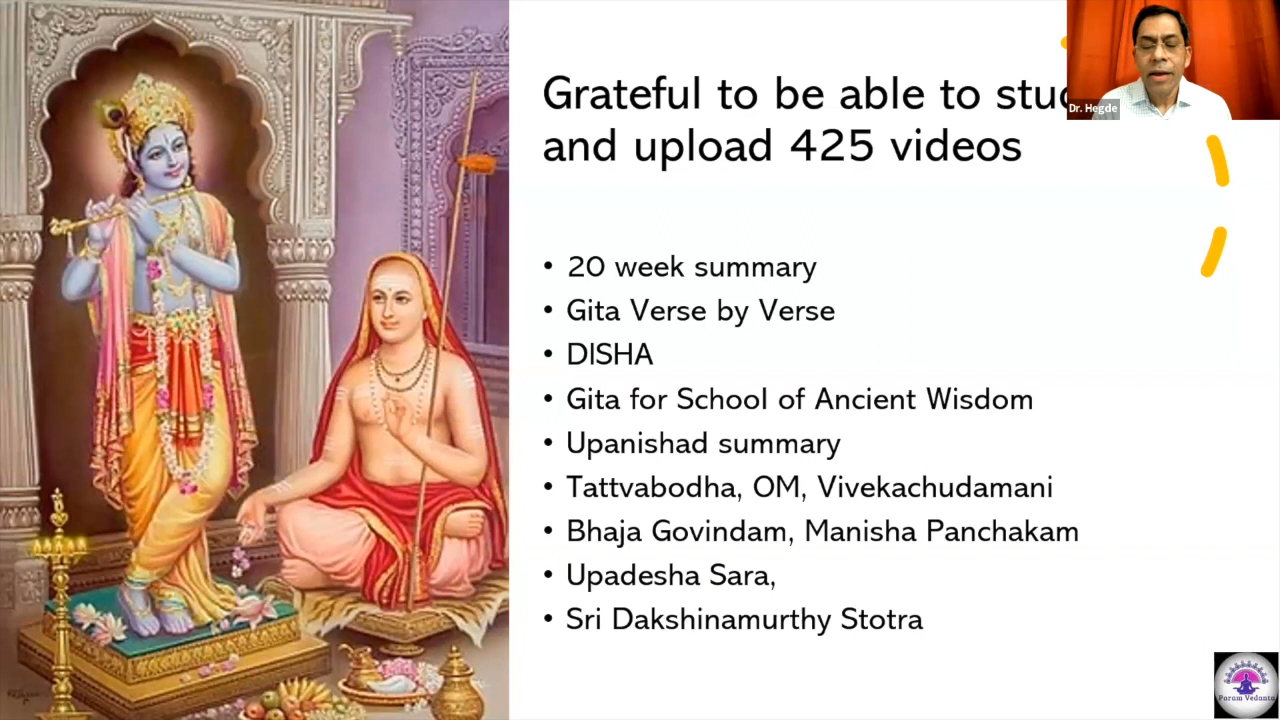 Grateful to be able to
and upload 425 videos
Dr. Hegde
• 20 week summary
• Gita Verse by Verse
• DISHA
• Gita for School of Ancient Wisdom
• Upanishad summary
• Tattvabodha, OM, Vivekachudamani
• Bhaja Govindam, Manisha Panchakam
• Upadesha Sara,
• Sri Dakshinamurthy Stotra
Param Vedanta